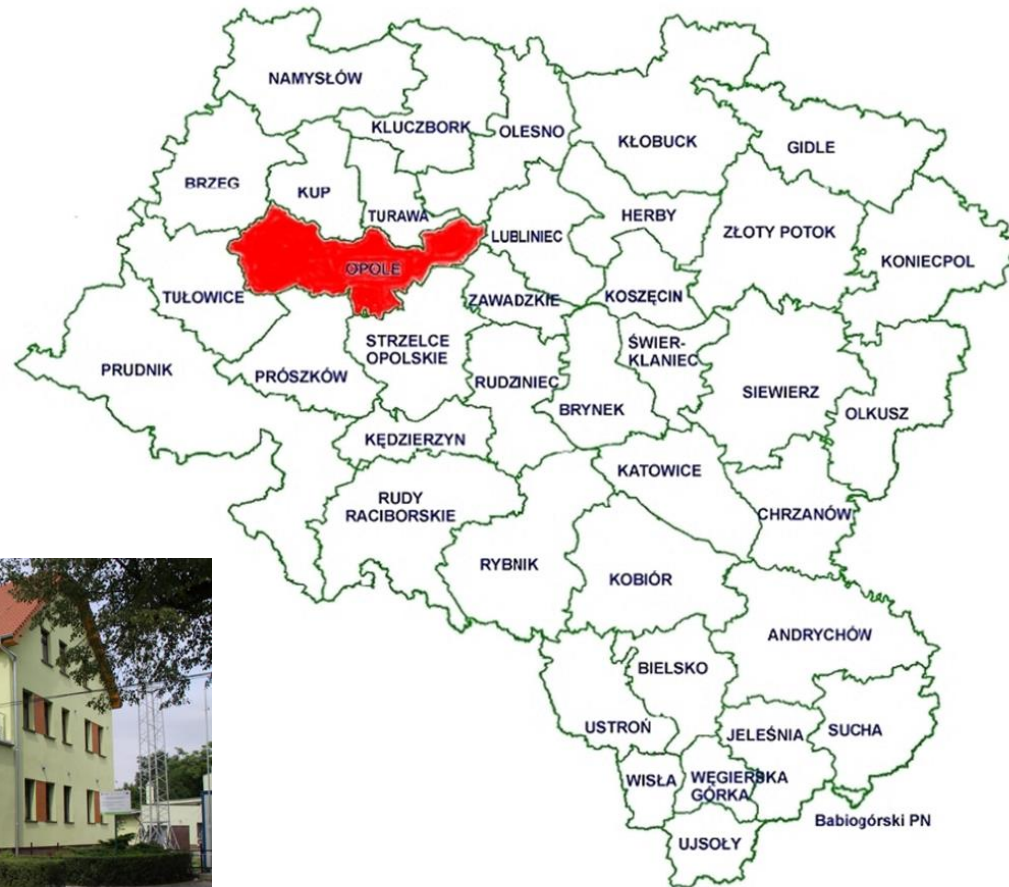 NAMYSŁÓW
KLUCZBORK
OLESNO
KŁOBUCK
GIDLE
BRZEG
KUP
TURAWA
LUBLINIEC
HERBY
ZŁOTY POTOK
KONIECPOL
OPOLE
TUŁOWICE
ZAWADZKIE
KOSZĘCIN
PRUDNIK
PRÓSZKÓW
STRZELCE
OPOLSKIE
RUDZINIEC
ŚWIER-
KLANIEC
BRYNEK
SIEWIERZ
OLKUSZ
KĘDZIERZYN
KATOWICE
RUDY
RACIBORSKIE
CHRZANÓW
RYBNIK
KOBIÓR
ANDRYCHÓW
BIELSKO
USTROŃ
JELEŚNIA
SUCHA
WISŁA
WĘGIERSKA
GÓRKA
Babiogórski PN
UJSOŁY